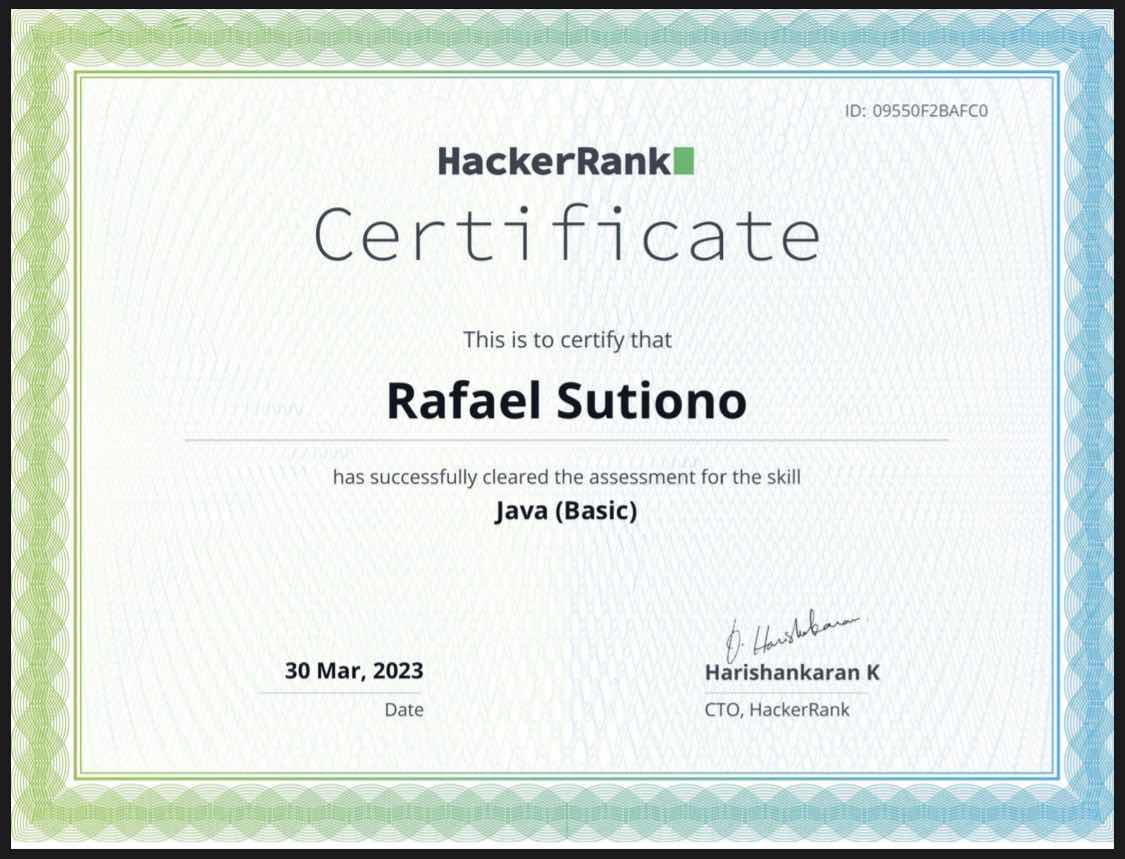 ID: 09550F2BAFC0
HackerRank
Certificate
This is to certify that
Rafael Sutiono
has successfully cleared the assessment for the skill
Java (Basic)
30 Mar, 2023
Date
Harishankaran K
CTO, HackerRank